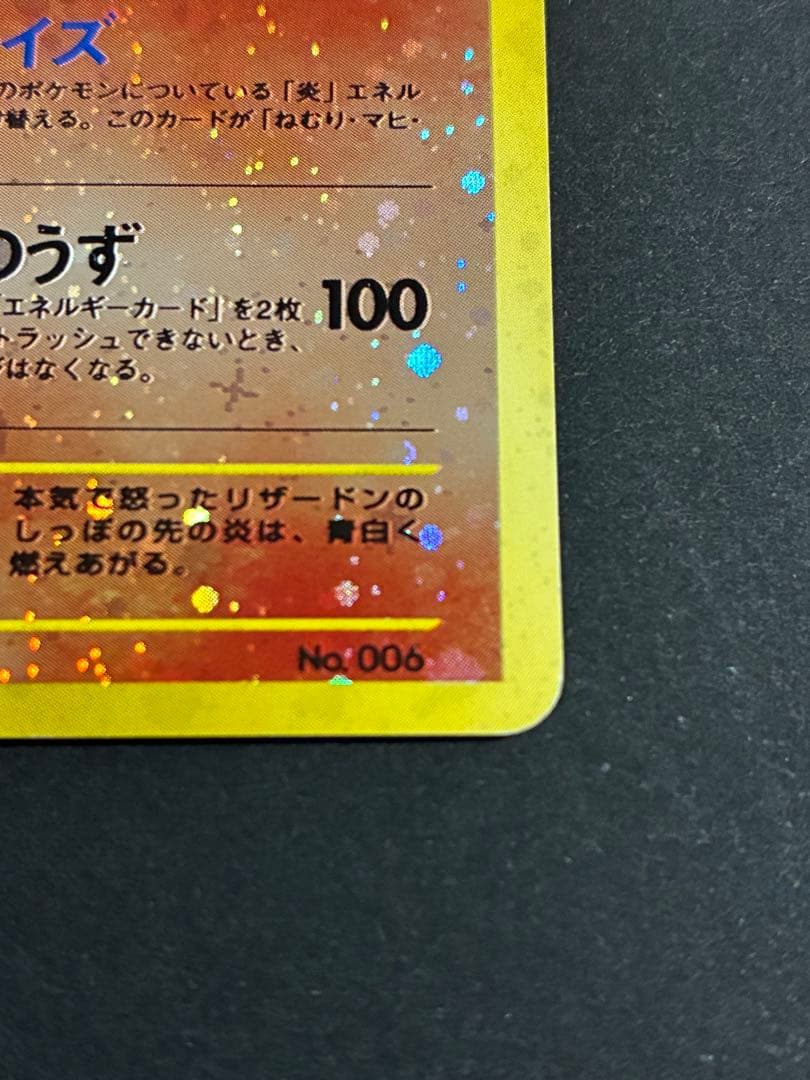 イズ
のポケモンについている「炎」エネル
替える。このカードが「ねむり・マヒ・
のうず
エネルギーカード」を2枚
100
トラッシュできないとき、
はなくなる。
本気で怒ったリザードンの
しっぽの先の炎は、青白く
燃えあがる。
No. 006